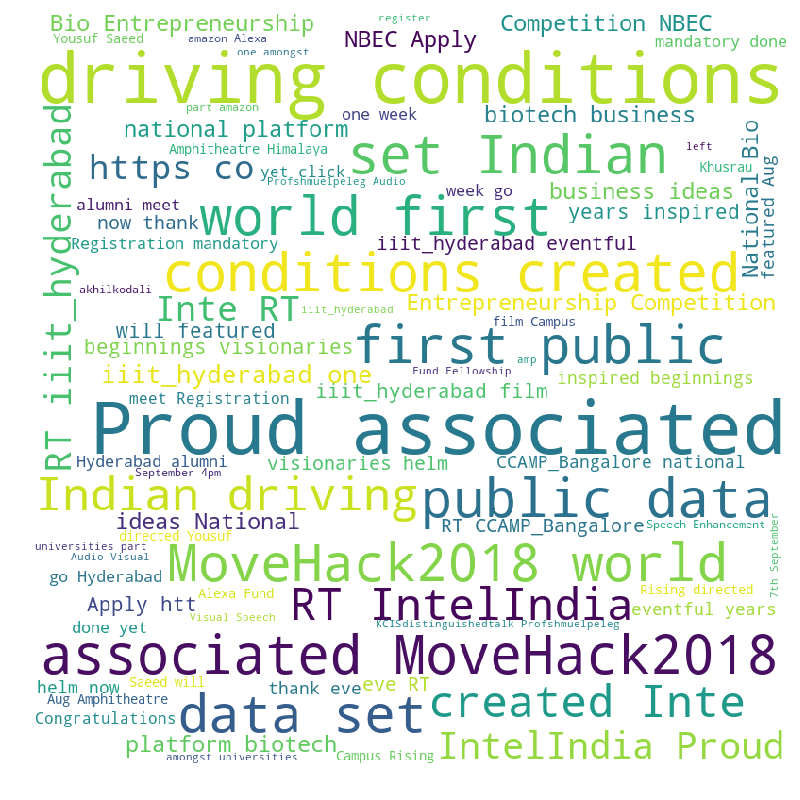 Bio Entrepreneurship
register
Competition NBEC
Yousuf Saeed
amazon Alexa
NBEC Apply
mandatory done
one amongst
driving conditions
part amazon
one week
biotech business
national platform
Amphitheatre Himalaya
set Indian
left
https co
yet click
Khusrau
Profshmuelpeleg Audio
week go
business ideas
alumni meet
world first
years inspired
now thank
National Bio
featured Aug
Registration mandatory
iiit_hyderabad eventful
RT iiit_hyderabad
conditions created
akhilkodali
Inte RT
iiit_hyderabad
Entrepreneurship Competition
will featured
film Campus
beginnings visionaries
first public
amp
iiit_hyderabad one
Fund Fellowship
inspired beginnings
meet Registration
iiit_hyderabad film
Proud associated
Hyderabad alumni
visionaries helm
CCAMP_Bangalore national
September 4pm
Indian driving
public data
ideas National
RT CCAMP_Bangalore
Speech Enhancement
directed Yousuf
universities part
Audio Visual
7th September
go Hyderabad
MoveHack2018 world
Alexa Fund
Rising directed
Apply htt
Visual Speech
RT IntelIndia
eventful years
done yet
KCISdistinguishedtalk Profshmuelpeleg
associated MoveHack2018
helm now
Saeed will
thank eve
eve RT
Aug Amphitheatre
Congratulations
data set
created Inte
platform biotech
Campus Rising
IntelIndia Proud
amongst universities